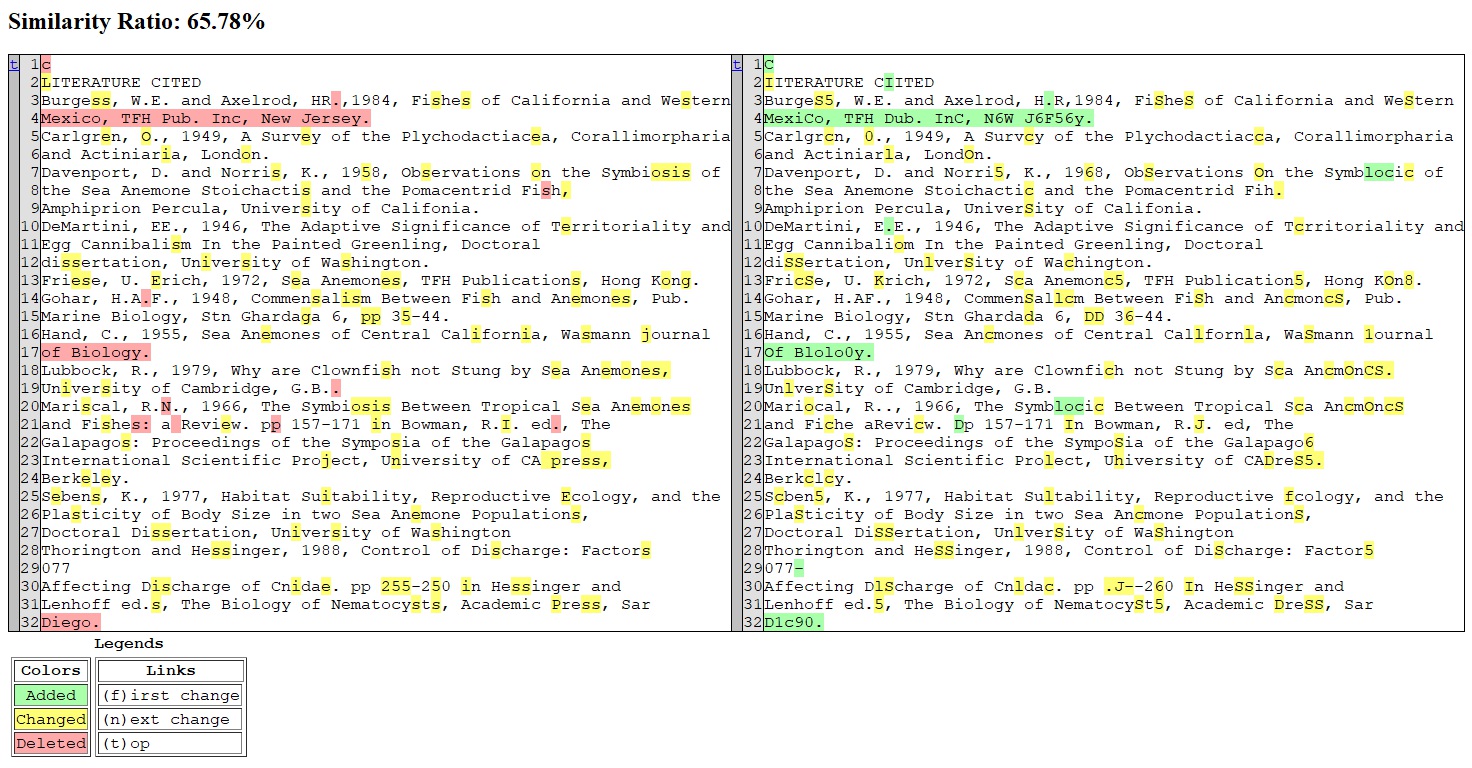 Similarity Ratio: 65.78%
t 1 c
2 LITERATURE CITED
3 Burgess, W.E. and Axelrod, HR.,1984, Fishes of California and Western
4 Mexico, TFH Pub. Inc, New Jersey.
5 Carlgren, O., 1949, A Survey of the Plychodactiacea, Corallimorpharia
6 and Actiniaria, London.
7 Davenport, D. and Norris, K., 1958, Observations on the Symbiosis of
8 the Sea Anemone Stoichactis and the Pomacentrid Fish,
9 Amphiprion Percula, University of Califonia.
10 DeMartini, EE., 1946, The Adaptive Significance of Territoriality and
11 Egg Cannibalism In the Painted Greenling, Doctoral
12 dissertation, University of Washington.
13 Friese, U. Erich, 1972, Sea Anemones, TFH Publications, Hong Kong.
14 Gohar, H.A.F., 1948, Commensalism Between Fish and Anemones, Pub.
15 Marine Biology, Stn Ghardaga 6, pp 35-44.
16 Hand, C., 1955, Sea Anemones of Central California, Wasmann journal
17 of Biology.
18 Lubbock, R., 1979, Why are Clownfish not Stung by Sea Anemones,
19 University of Cambridge, G.B..
20 Mariscal, R.N., 1966, The Symbiosis Between Tropical Sea Anemones
21 and Fishes: a Review. pp 157-171 in Bowman, R.I. ed., The
22 Galapagos: Proceedings of the Symposia of the Galapagos
23 International Scientific Project, University of CA press,
24 Berkeley.
25 Sebens, K., 1977, Habitat Suitability, Reproductive Ecology, and the
26 Plasticity of Body Size in two Sea Anemone Populations,
27 Doctoral Dissertation, University of Washington
28 Thorington and Hessinger, 1988, Control of Discharge: Factors
29 077
30 Affecting Discharge of Cnidae. pp 255-250 in Hessinger and
31 Lenhoff ed.s, The Biology of Nematocysts, Academic Press, Sar
32 Diego.
t 1 C
2 IITERATURE CIITED
3 BurgeS5, W.E. and Axelrod, H.R,1984, FiSheS of California and WeStern
4 MexiCo, TFH Dub. InC, N6W J6F56y.
5 Carlgrcn, 0., 1949, A Survcy of the Plychodactiacca, Corallimorpharia
6 and Actiniarla, LondOn.
7 Davenport, D. and Norri5, K., 1968, ObServations On the Symblocic of
8 the Sea Anemone Stoichactic and the Pomacentrid Fih.
9 Amphiprion Percula, UniverSity of Califonia.
10 DeMartini, E.E., 1946, The Adaptive Significance of Tcrritoriality and
11 Egg Cannibaliom In the Painted Greenling, Doctoral
12 diSSertation, UnlverSity of Wachington.
13 FricSe, U. Krich, 1972, Sca Anemonc5, TFH Publication5, Hong KOn8.
14 Gohar, H.AF., 1948, CommenSallcm Between FiSh and AncmoncS, Pub.
15 Marine Biology, Stn Ghardada 6, DD 36-44.
16 Hand, C., 1955, Sea Ancmones of Central Callfornla, WaSmann 1ournal
17 Of Blolo0y.
18 Lubbock, R., 1979, Why are Clownfich not Stung by Sca AncmOnCS.
19 UnlverSity of Cambridge, G.B.
20 Mariocal, R.., 1966, The Symblocic Between Tropical Sca AncmOncS
21 and Fiche aRevicw. Dp 157-171 In Bowman, R.J. ed, The
22 GalapagoS: Proceedings of the SympoSia of the Galapago6
23 International Scientific Prolect, Uhiversity of CADreS5.
24 Berkclcy.
25 Scben5, K., 1977, Habitat Sultability, Reproductive fcology, and the
26 PlaSticity of Body Size in two Sea Ancmone PopulationS,
27 Doctoral DiSSertation, UnlverSity of WaShington
28 Thorington and HeSSinger, 1988, Control of DiScharge: Factor5
29 077-
30 Affecting DlScharge of Cnldac. pp .J--260 In HeSSinger and
31 Lenhoff ed.5, The Biology of NematocySt5, Academic DreSS, Sar
32 D1c90.
Legends
Colors Links
Added (f)irst change
Changed (n)ext change
Deleted (t)op